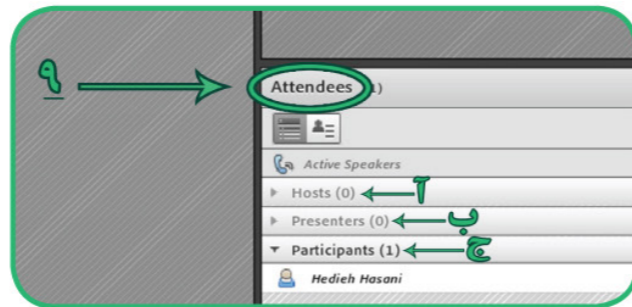 ۹ Attendees (1)
Active Speakers
Hosts (0) آ
Presenters (0) ب
Participants (1) ج
Hedieh Hasani